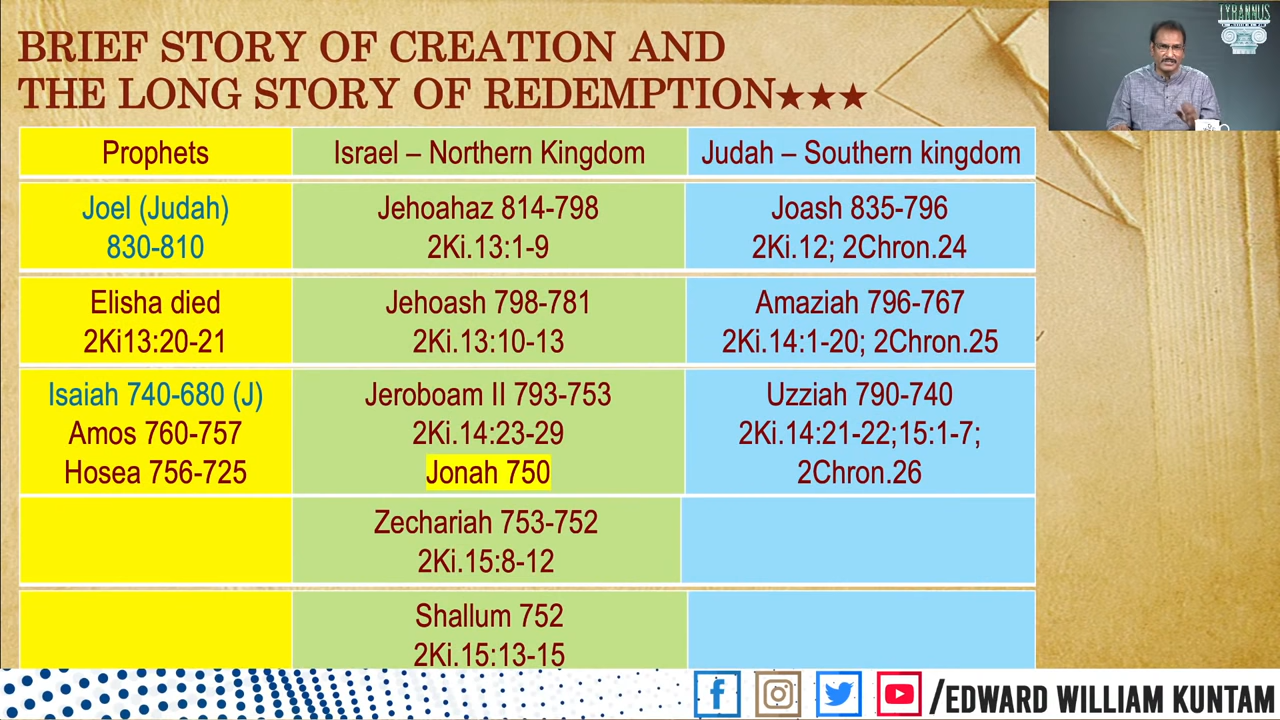 BRIEF STORY OF CREATION AND
THE LONG STORY OF REDEMPTION★★★
TYRANNUS
Prophets
Israel – Northern Kingdom
Judah – Southern kingdom
Joel (Judah)
830-810
Jehoahaz 814-798
2Ki.13:1-9
Joash 835-796
2Ki.12; 2Chron.24
Elisha died
2Ki13:20-21
Jehoash 798-781
2Ki.13:10-13
Amaziah 796-767
2Ki.14:1-20; 2Chron.25
Isaiah 740-680 (J)
Amos 760-757
Hosea 756-725
Jeroboam II 793-753
2Ki.14:23-29
Jonah 750
Uzziah 790-740
2Ki.14:21-22;15:1-7;
2Chron.26
Zechariah 753-752
2Ki.15:8-12
Shallum 752
2Ki.15:13-15
/EDWARD WILLIAM KUNTAM